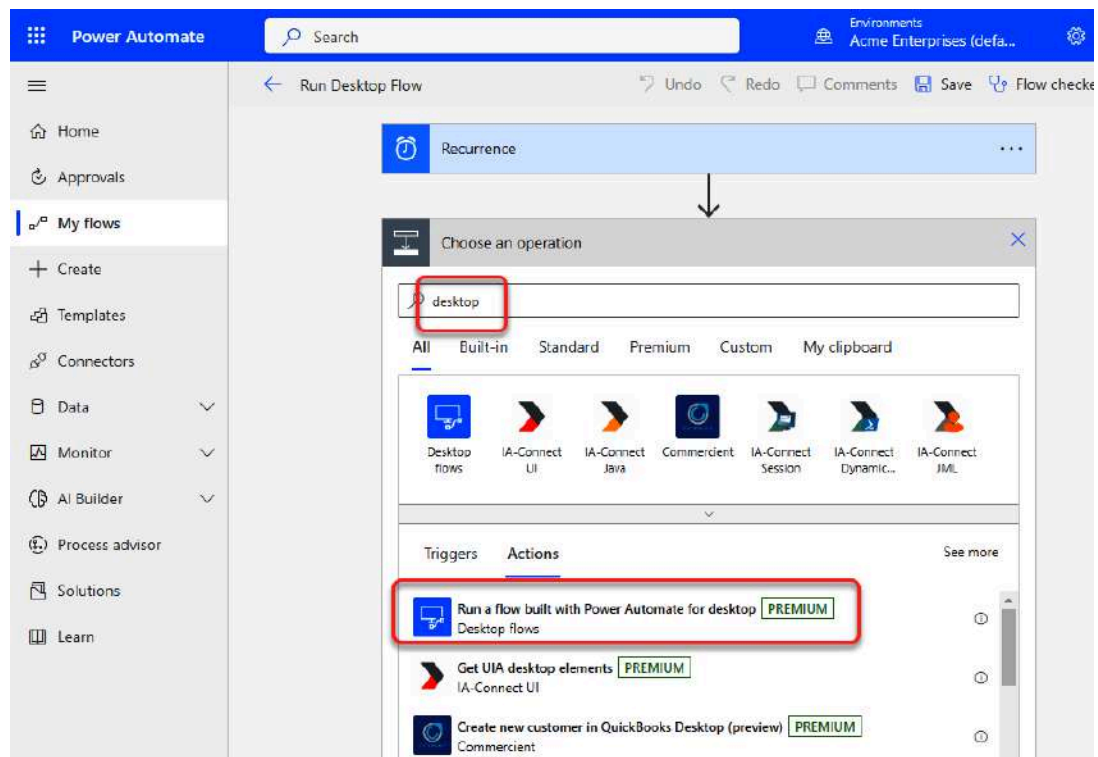 Power Automate
Search
Environments
Acme Enterprises (defa...
Run Desktop Flow
Undo
Redo
Comments
Save
Flow checke
Home
Approvals
My flows
Create
Templates
Connectors
Data
Monitor
AI Builder
Process advisor
Solutions
Learn
Recurrence
Choose an operation
desktop
All Built-in Standard Premium Custom My clipboard
Desktop flows
IA-Connect UI
IA-Connect Java
Commercient
IA-Connect Session
IA-Connect Dynamic...
IA-Connect JML
Triggers Actions See more
Run a flow built with Power Automate for desktop PREMIUM
Desktop flows
Get UIA desktop elements PREMIUM
IA-Connect UI
Create new customer in QuickBooks Desktop (preview) PREMIUM
Commercient